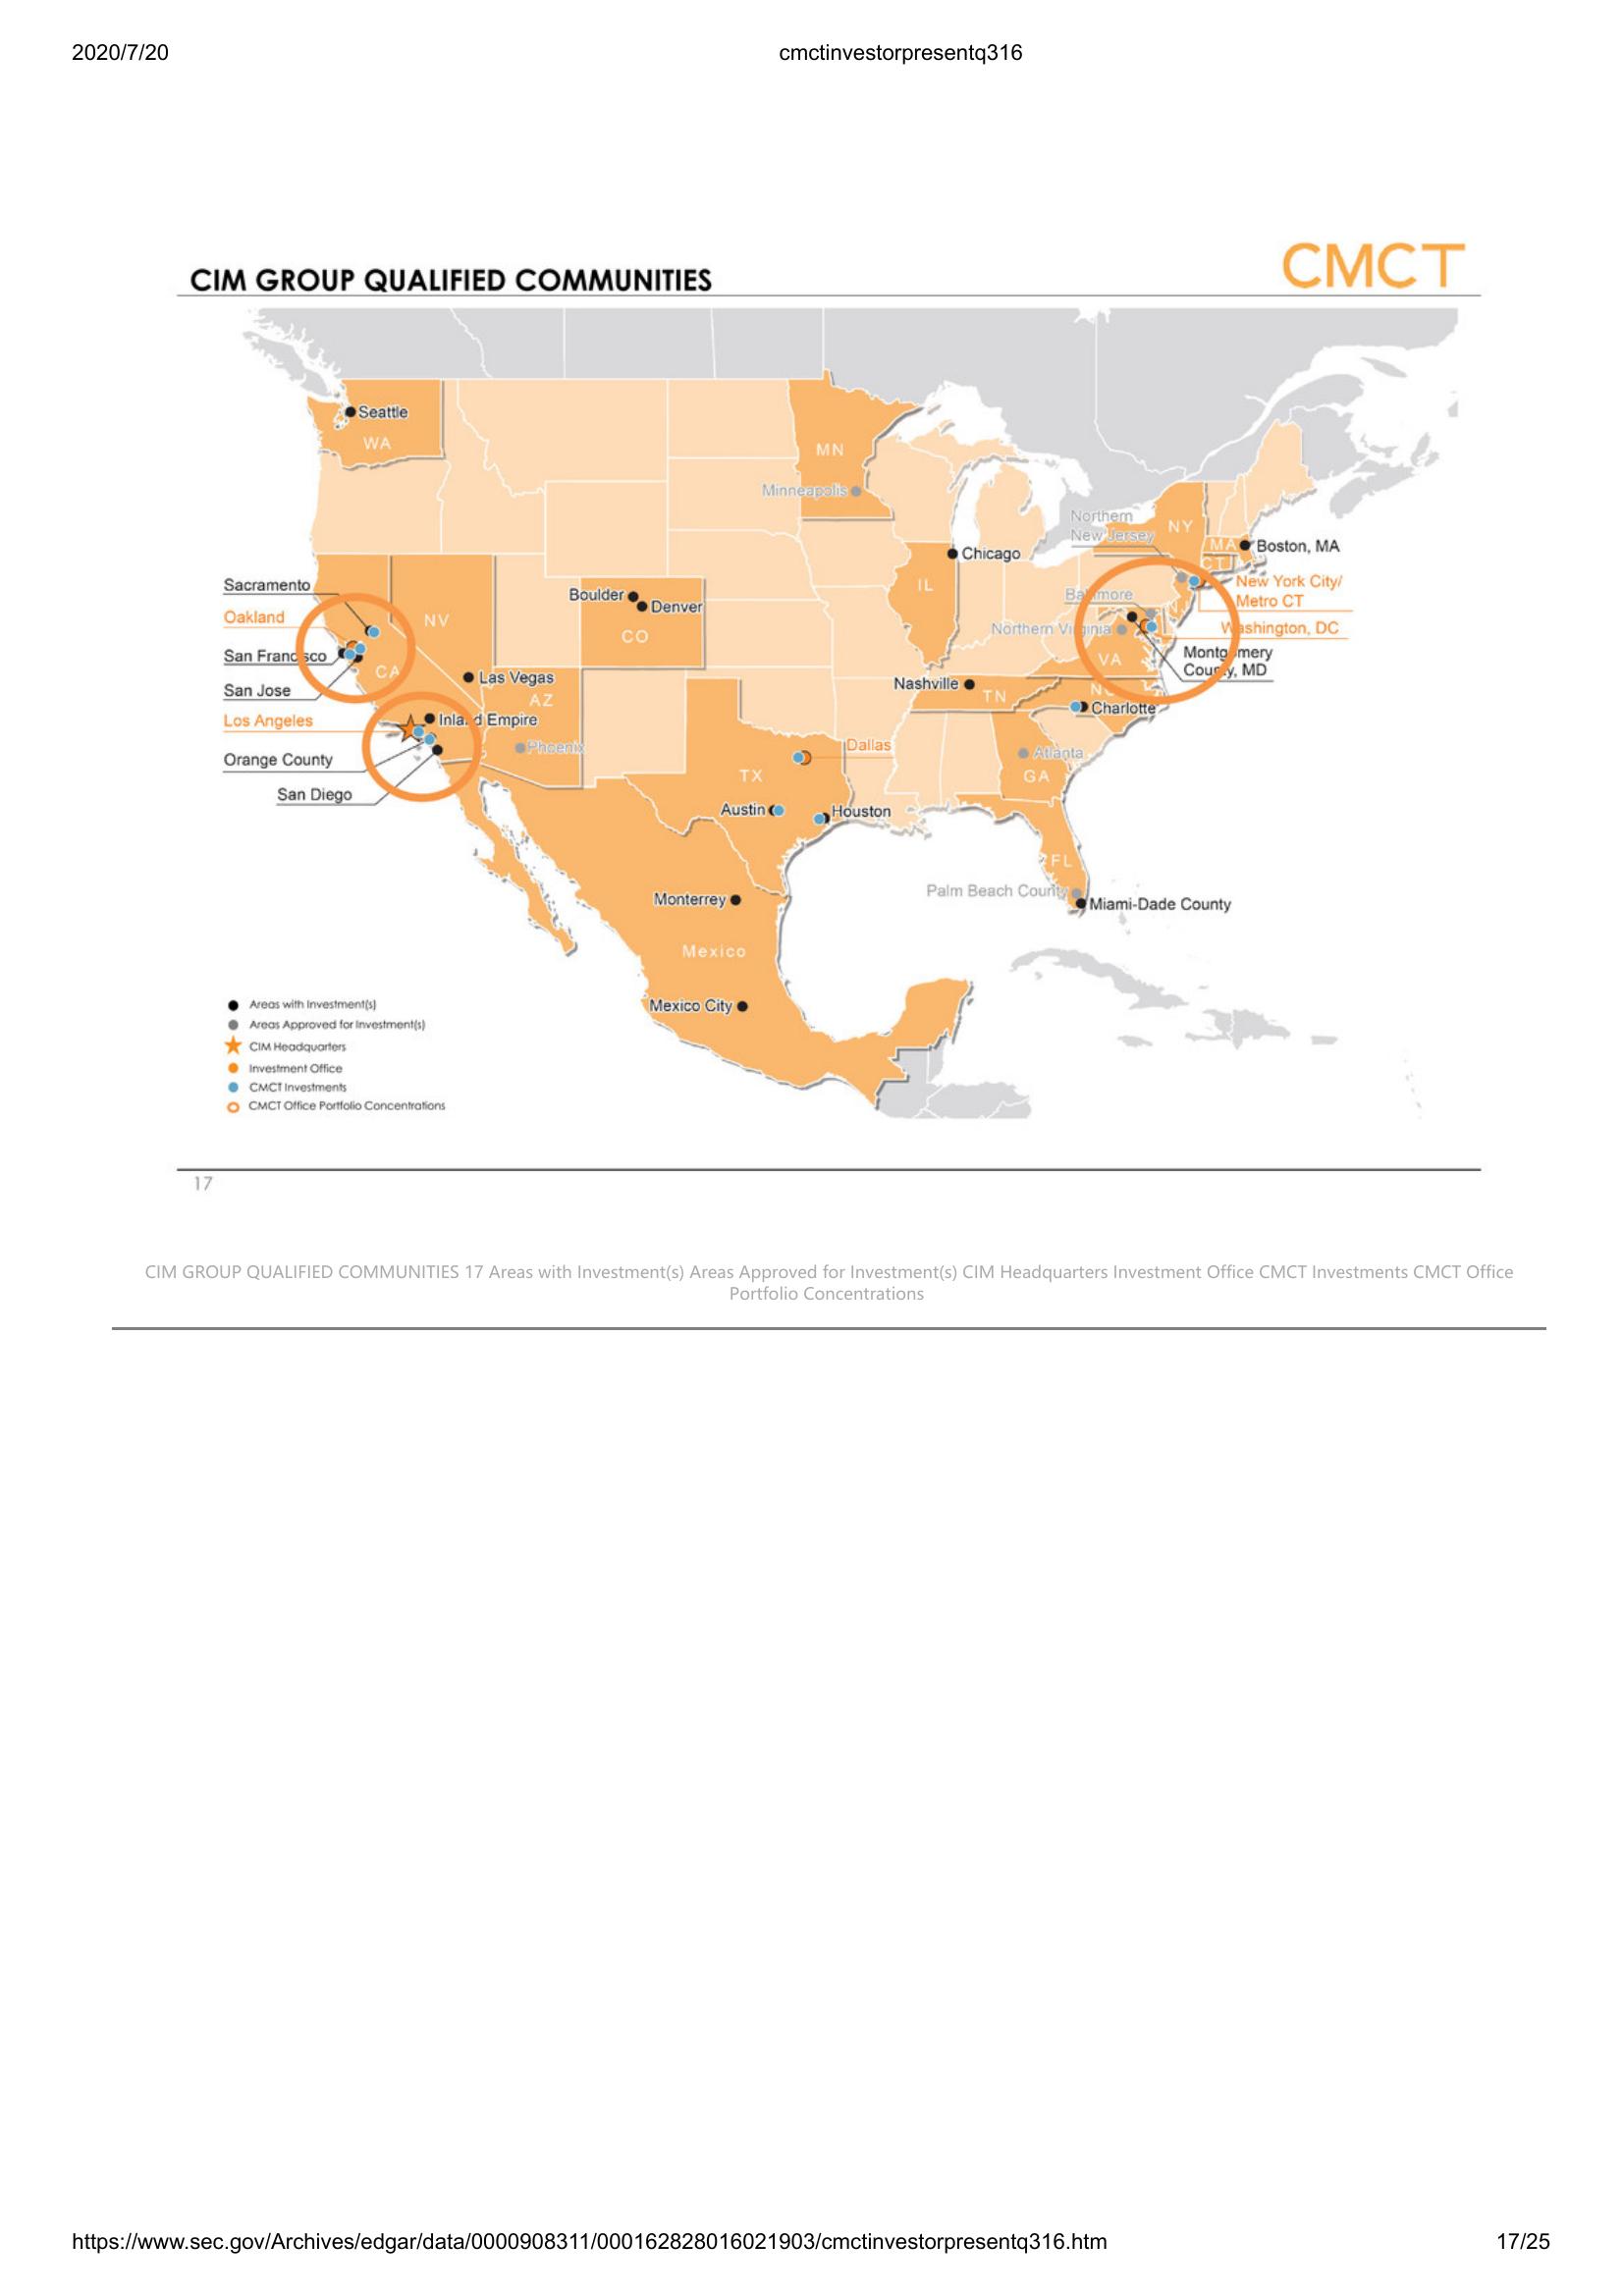 2020/7/20 cmctinvestorpresentq316
CMCT
CIM GROUP QUALIFIED COMMUNITIES
Seattle
WA
MN
Minneapolis
Northern
New Jersey
NY
MA
Boston, MA
CT
Chicago
IL
Sacramento
Oakland
San Francisco
San Jose
Los Angeles
Orange County
San Diego
NV
CA
Boulder
Denver
CO
Baltimore
NJ
New York City/
Metro CT
Northern Virginia
Washington, DC
VA
Montgomery
County, MD
Las Vegas
AZ
Nashville
TN
NC
Inland Empire
Charlotte
Phoenix
Dallas
TX
Atlanta
GA
Austin
Houston
FL
Palm Beach County
Miami-Dade County
Monterrey
Mexico
Mexico City
Areas with Investment(s)
Areas Approved for Investment(s)
CIM Headquarters
Investment Office
CMCT Investments
CMCT Office Portfolio Concentrations
17
CIM GROUP QUALIFIED COMMUNITIES 17 Areas with Investment(s) Areas Approved for Investment(s) CIM Headquarters Investment Office CMCT Investments CMCT Office
Portfolio Concentrations
https://www.sec.gov/Archives/edgar/data/0000908311/000162828016021903/cmctinvestorpresentq316.htm 17/25